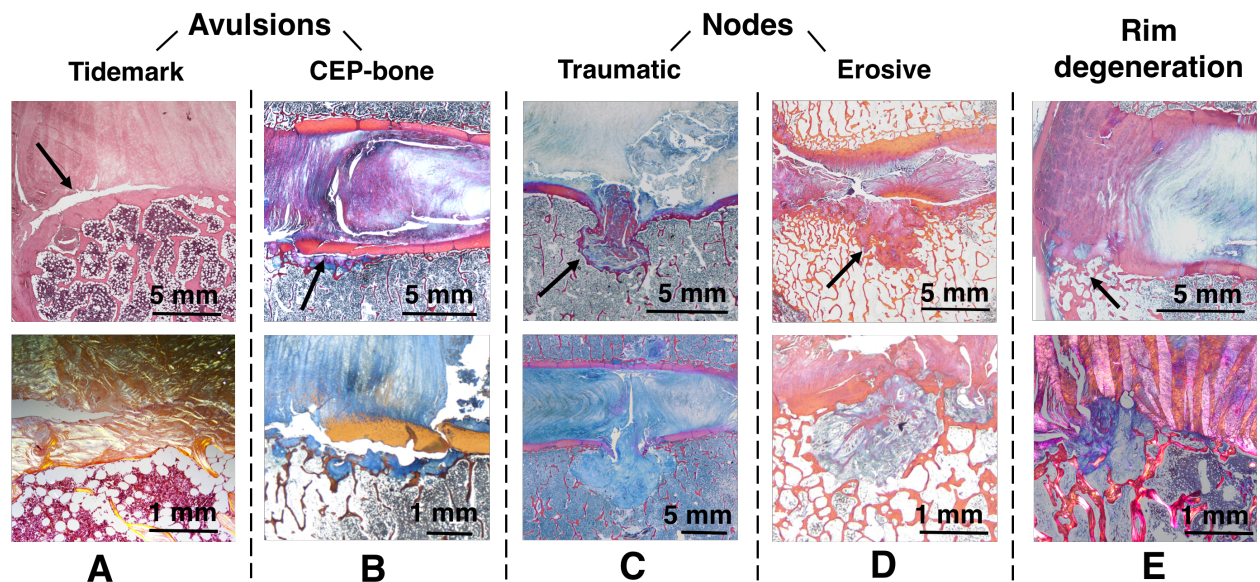 Avulsions
Nodes
Rim
degeneration
Tidemark
CEP-bone
Traumatic
Erosive
5 mm
5 mm
5 mm
5 mm
5 mm
1 mm
1 mm
5 mm
1 mm
1 mm
A
B
C
D
E